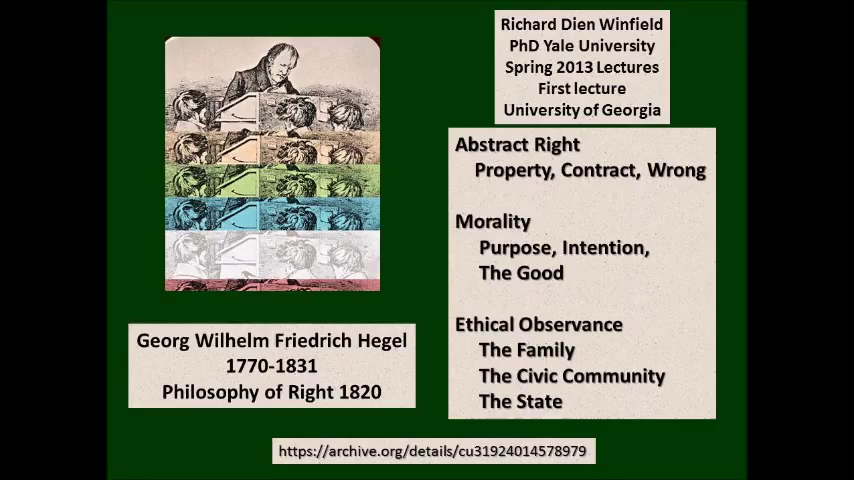 Richard Dien Winfield
PhD Yale University
Spring 2013 Lectures
First lecture
University of Georgia
Abstract Right
Property, Contract, Wrong
Morality
Purpose, Intention,
The Good
Ethical Observance
The Family
The Civic Community
The State
Georg Wilhelm Friedrich Hegel
1770-1831
Philosophy of Right 1820
https://archive.org/details/cu31924014578979